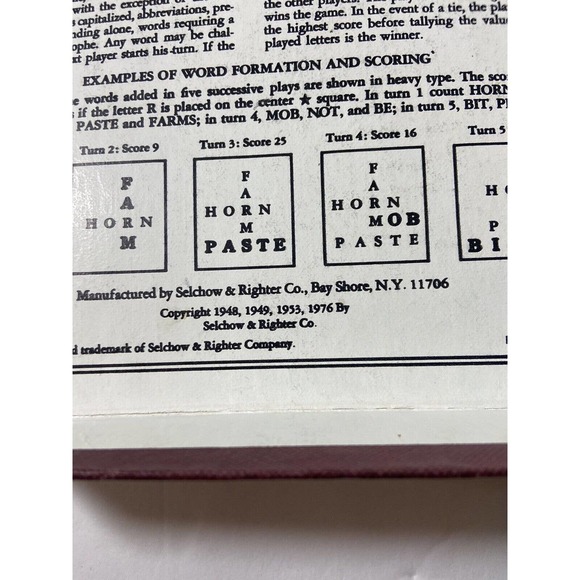 with the exception of
capitalized, abbreviations, pre-
ding alone, words requiring a
ophe. Any word may be chal-
xt player starts his turn. If the
the other players. The
wins the game. In the event of a tie, the pla
the highest score before tallying the valu
played letters is the winner.
EXAMPLES OF WORD FORMATION AND SCORING
e words added in five successive plays are shown in heavy type. The sco
if the letter R is placed on the center ★ square. In turn 1 count HORN
PASTE and FARMS; in turn 4, MOB, NOT, and BE; in turn 5, BIT, P
Turn 2: Score 9
F
A
HORN
M
Turn 3: Score 25
F
A
HORN
M
PASTE
Turn 4: Score 16
F
A
HORN
MOB
PASTE
Turn 5
H
P
BI
Manufactured by Selchow & Righter Co., Bay Shore, N.Y. 11706
Copyright 1948, 1949, 1953, 1976 By
Selchow & Righter Co.
d trademark of Selchow & Righter Company.